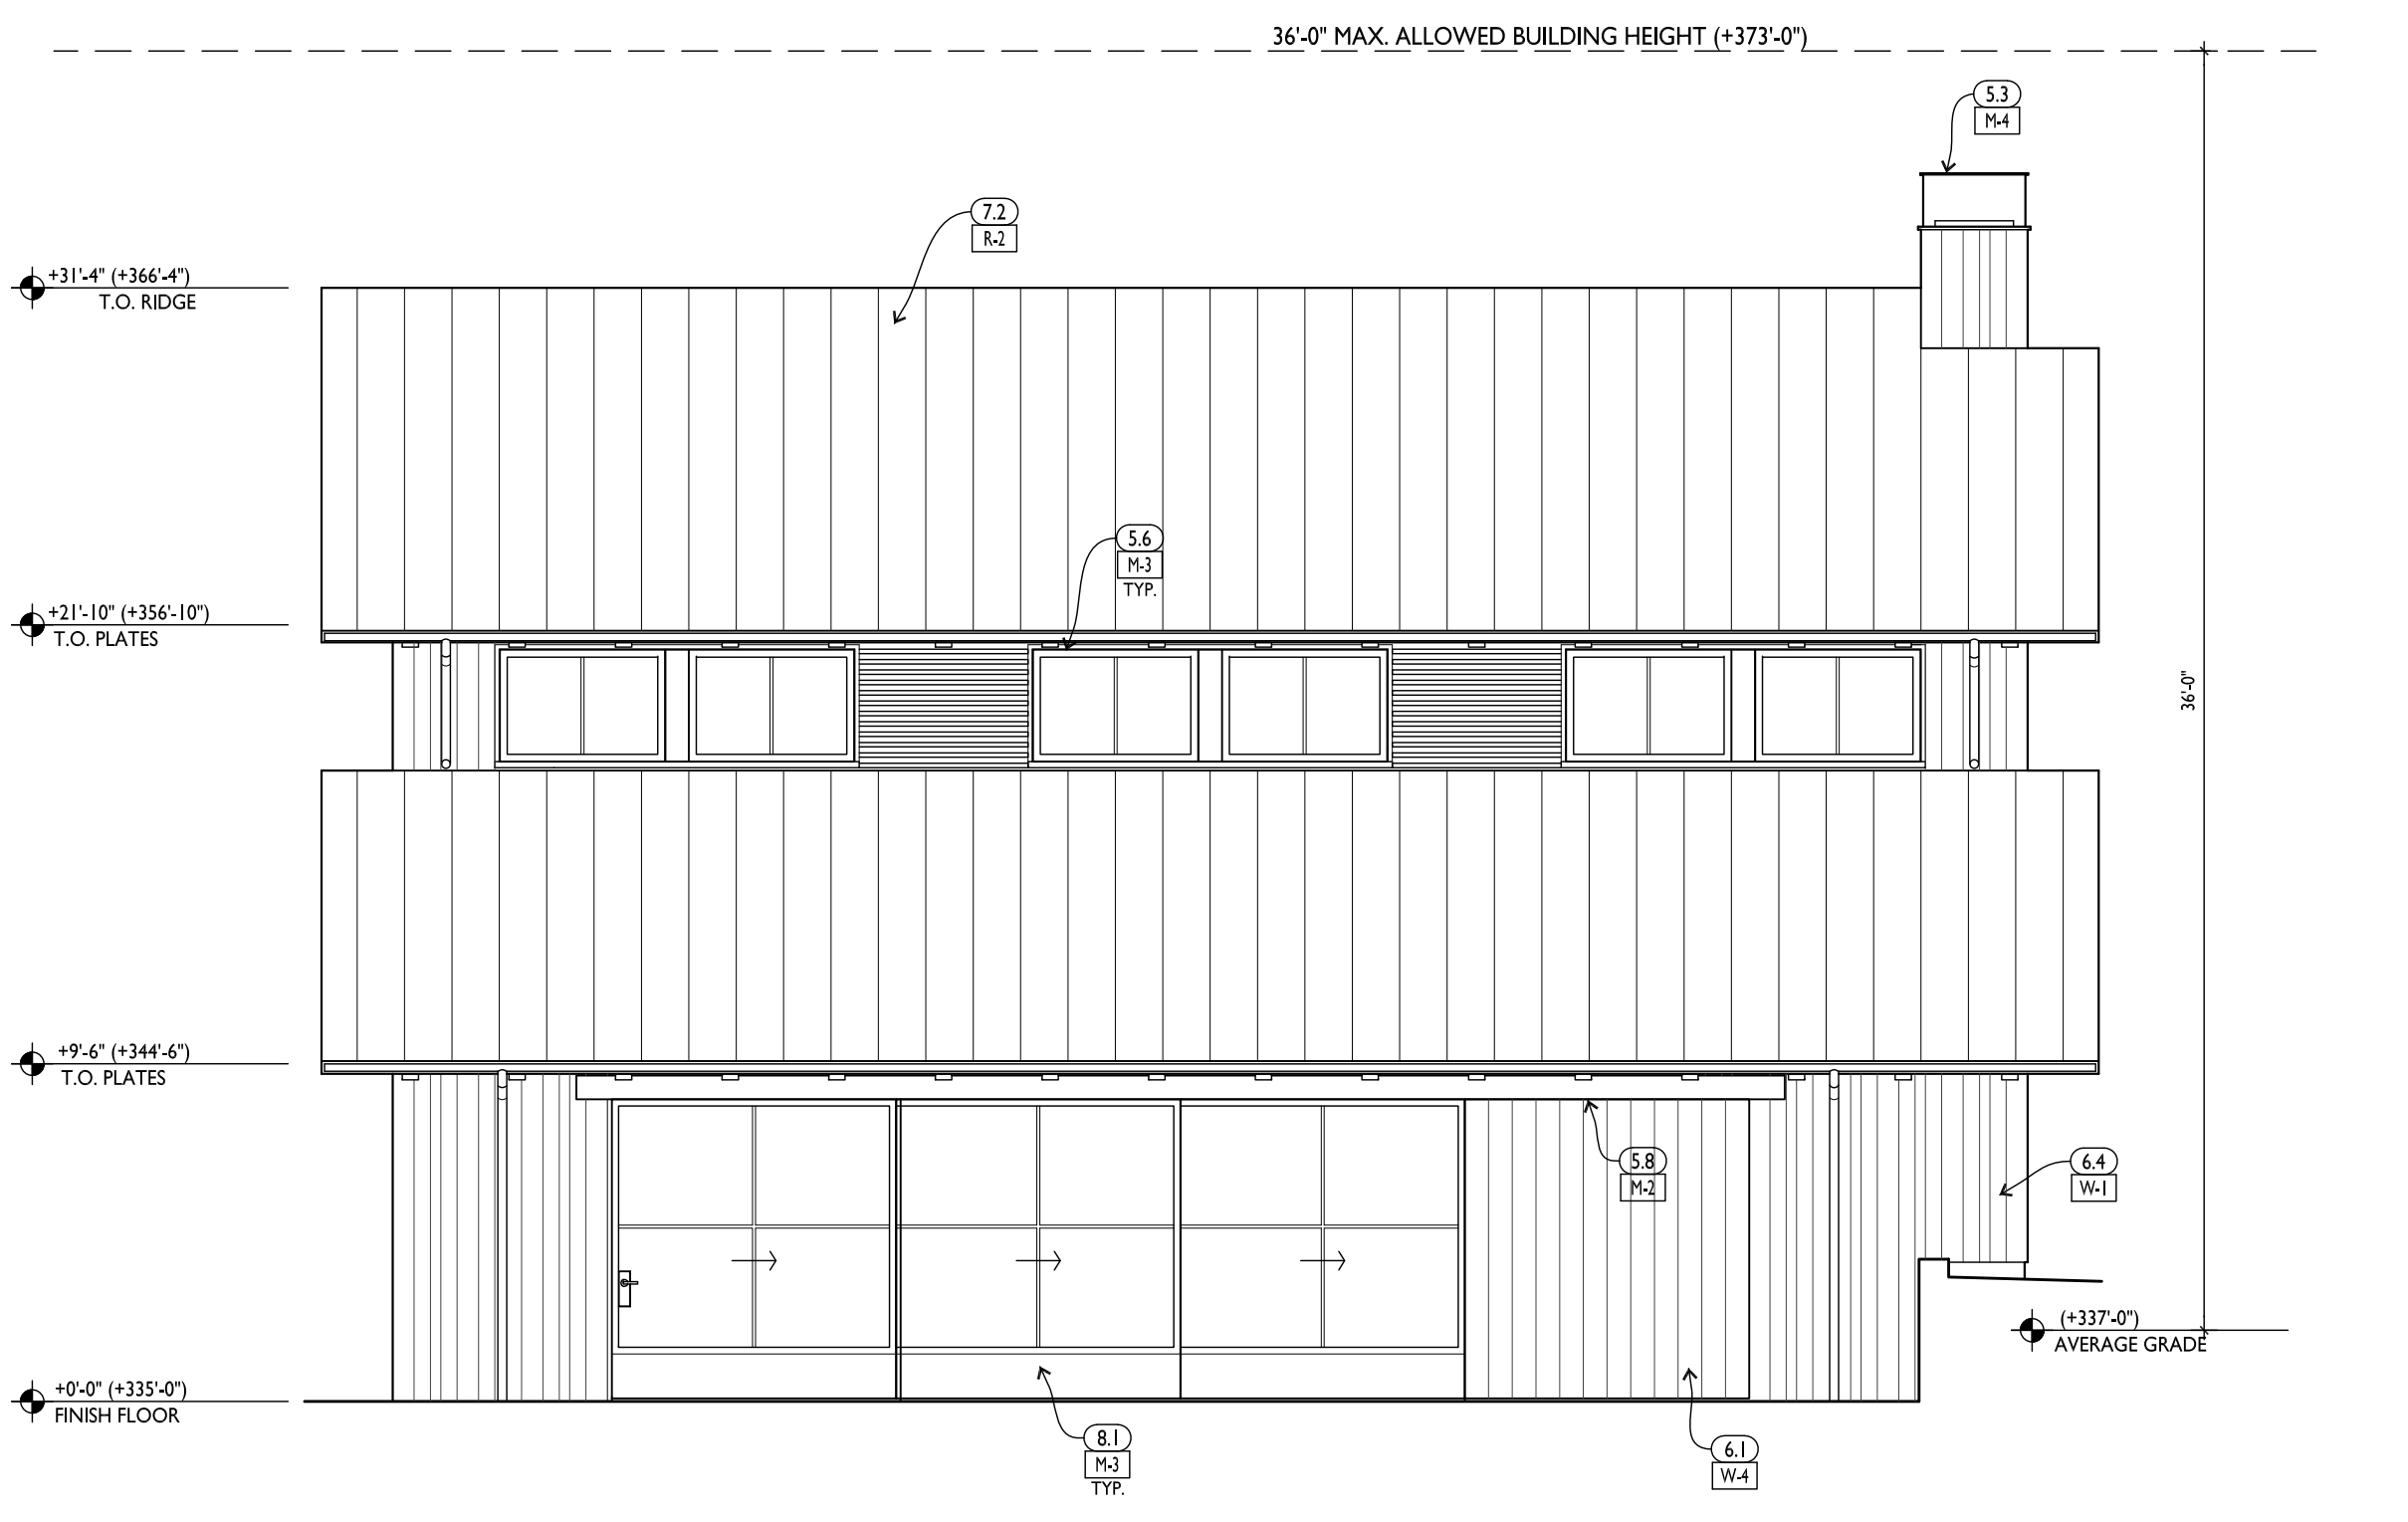 36'-0" MAX. ALLOWED BUILDING HEIGHT (+373'-0")
5.3
M-4
7.2
R-2
+31'-4" (+366'-4")
T.O. RIDGE
5.6
M-3
TYP.
+21'-10" (+356'-10")
T.O. PLATES
36'-0"
+9'-6" (+344'-6")
T.O. PLATES
5.8
M-2
6.4
W-1
(+337'-0")
AVERAGE GRADE
+0'-0" (+335'-0")
FINISH FLOOR
8.1
M-3
TYP.
6.1
W-4